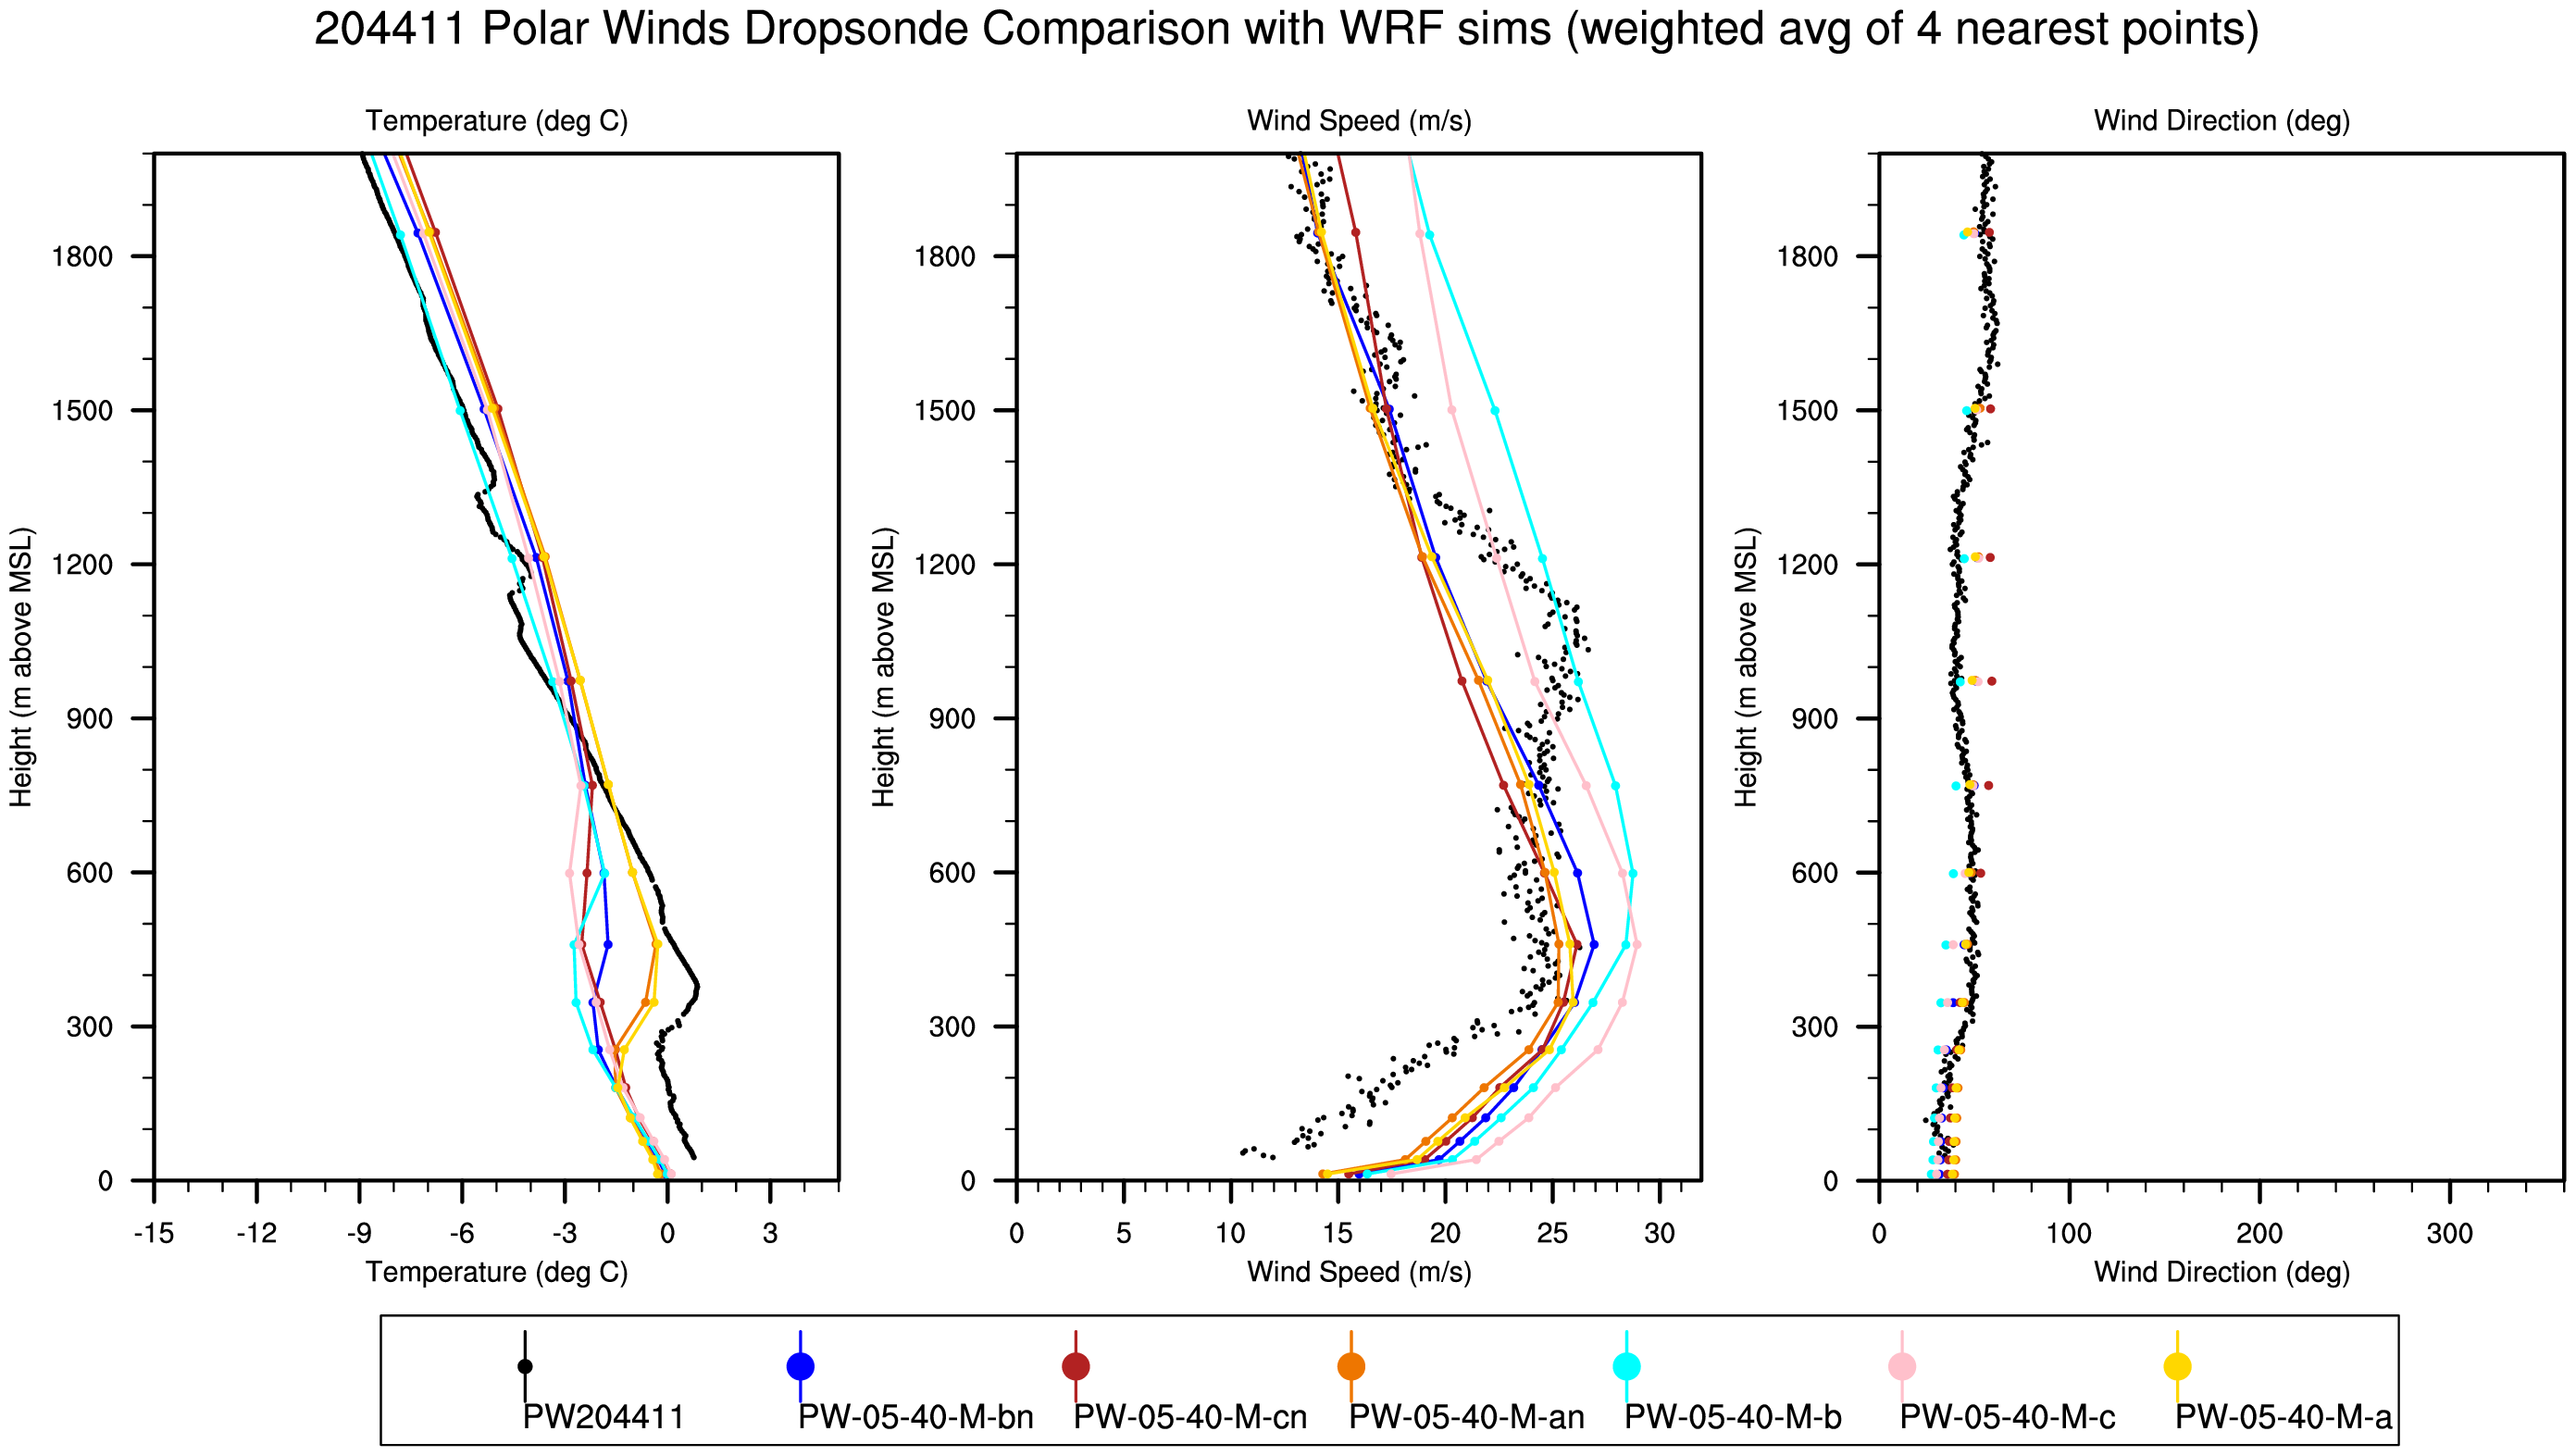 204411 Polar Winds Dropsonde Comparison with WRF sims (weighted avg of 4 nearest points)
Temperature (deg C)
Height (m above MSL)
1800
1500
1200
900
600
300
0
-15 -12 -9 -6 -3 0 3
Temperature (deg C)
Wind Speed (m/s)
Height (m above MSL)
1800
1500
1200
900
600
300
0
0 5 10 15 20 25 30
Wind Speed (m/s)
Wind Direction (deg)
Height (m above MSL)
1800
1500
1200
900
600
300
0
0 100 200 300
Wind Direction (deg)
PW204411 PW-05-40-M-bn PW-05-40-M-cn PW-05-40-M-an PW-05-40-M-b PW-05-40-M-c PW-05-40-M-a